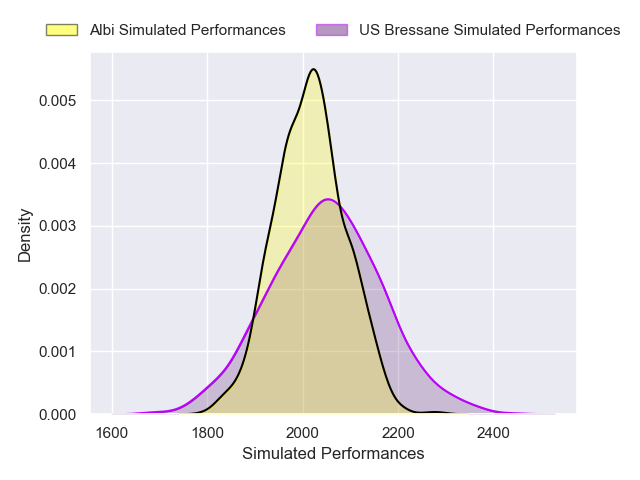 Albi Simulated Performances US Bressane Simulated Performances
0.005
0.004
0.003
0.002
0.001
0.000
Density
1600 1800 2000 2200 2400
Simulated Performances